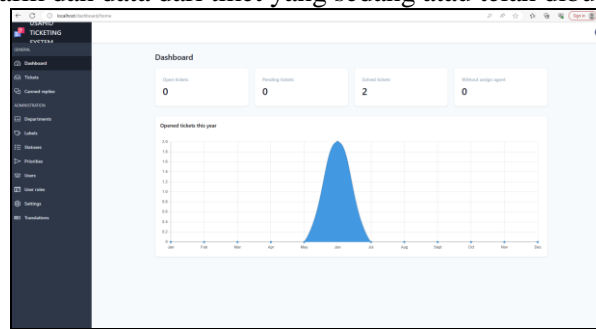 dan data dari tiket yang sedang atau telah
localhost/dashboard/home
Sign in
USAHID
TICKETING
SYSTEM
GENERAL
Dashboard
Tickets
Canned replies
ADMINISTRATION
Departments
Labels
Statuses
Priorities
Users
User roles
Settings
Translations
Dashboard
Open tickets
0
Pending tickets
0
Solved tickets
2
Without assign agent
0
Opened tickets this year
2.0
1.8
1.6
1.4
1.2
1.0
0.8
0.6
0.4
0.2
0
Jan Feb Mar Apr May Jun Jul Aug Sept Oct Nov Dec